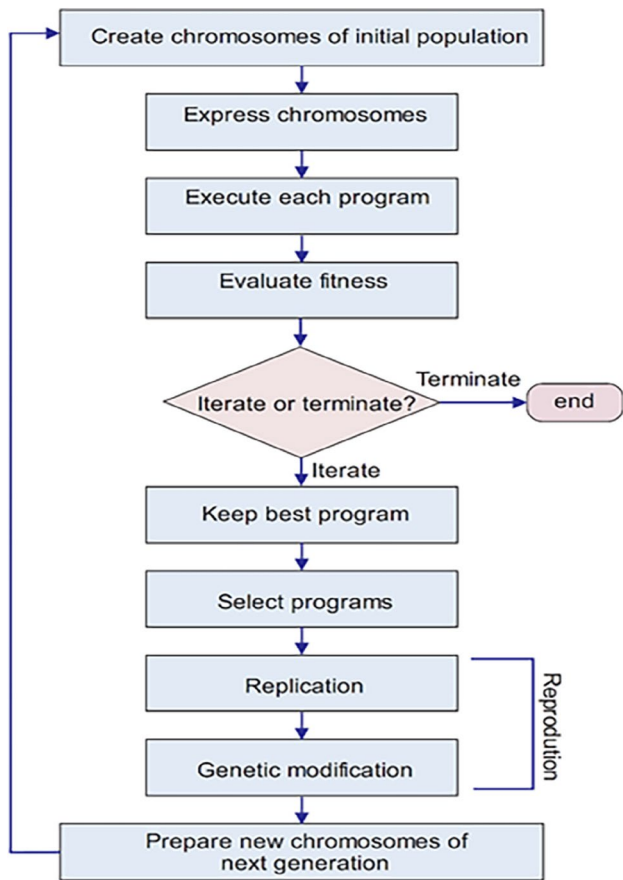 Create chromosomes of initial population
Express chromosomes
Execute each program
Evaluate fitness
Iterate or terminate?
Terminate
end
Iterate
Keep best program
Select programs
Replication
Genetic modification
Reprodution
Prepare new chromosomes of
next generation